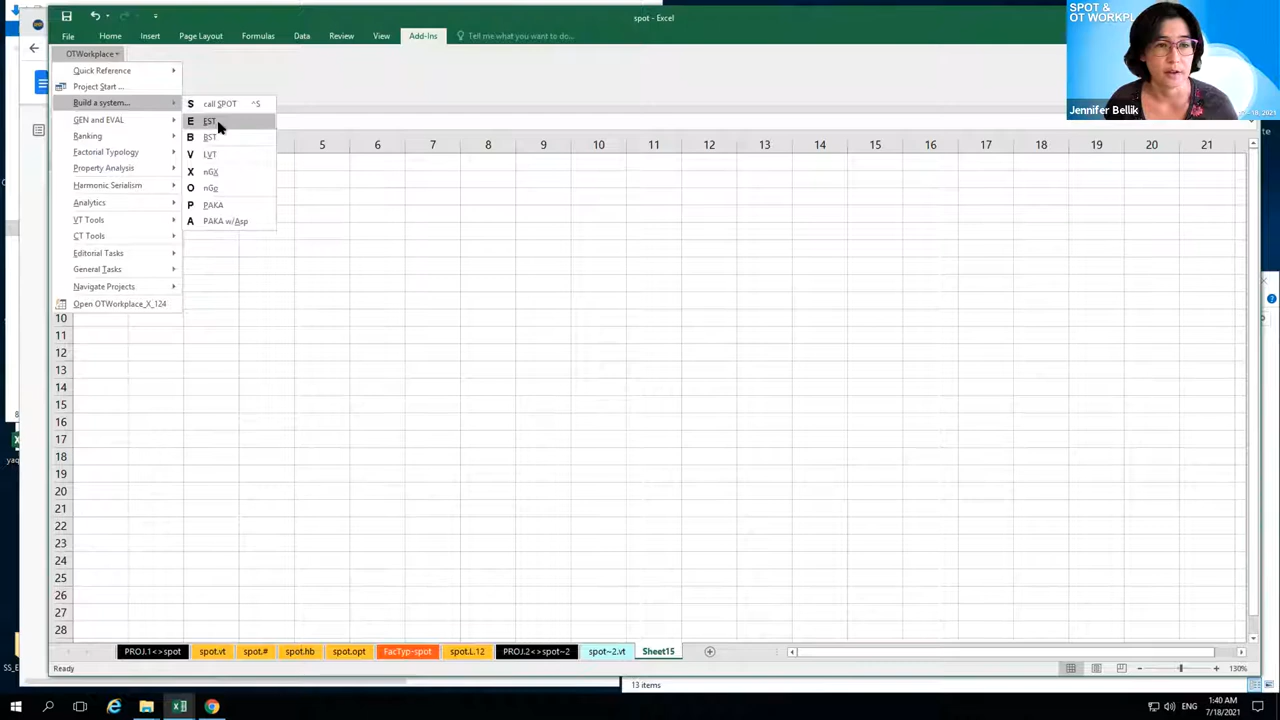 spot - Excel
SPOT &
OT WORKPL
File Home Insert Page Layout Formulas Data Review View Add-Ins Tell me what you want to do...
Jennifer Bellik
-18, 2021
OTWorkplace
Quick Reference
Project Start ...
Build a system...
GEN and EVAL
Ranking
Factorial Typology
Property Analysis
Harmonic Serialism
Analytics
VT Tools
CT Tools
Editorial Tasks
General Tasks
Navigate Projects
Open OTWorkplace_X_124
S call SPOT ^S
E EST
B BST
V LVT
X nGX
O nGo
P PAKA
A PAKA w/Asp
5 6 7 8 9 10 11 12 13 14 15 16 17 18 19 20 21
10
11
12
13
14
15
16
17
18
19
20
21
22
23
24
25
26
27
28
PROJ.1<>spot spot.vt spot.# spot.hb spot.opt FacTyp-spot spot.L.12 PROJ.2<>spot~2 spot~2.vt Sheet15
Ready
130%
yaq
SS_E
13 items
ENG
1:40 AM
7/18/2021